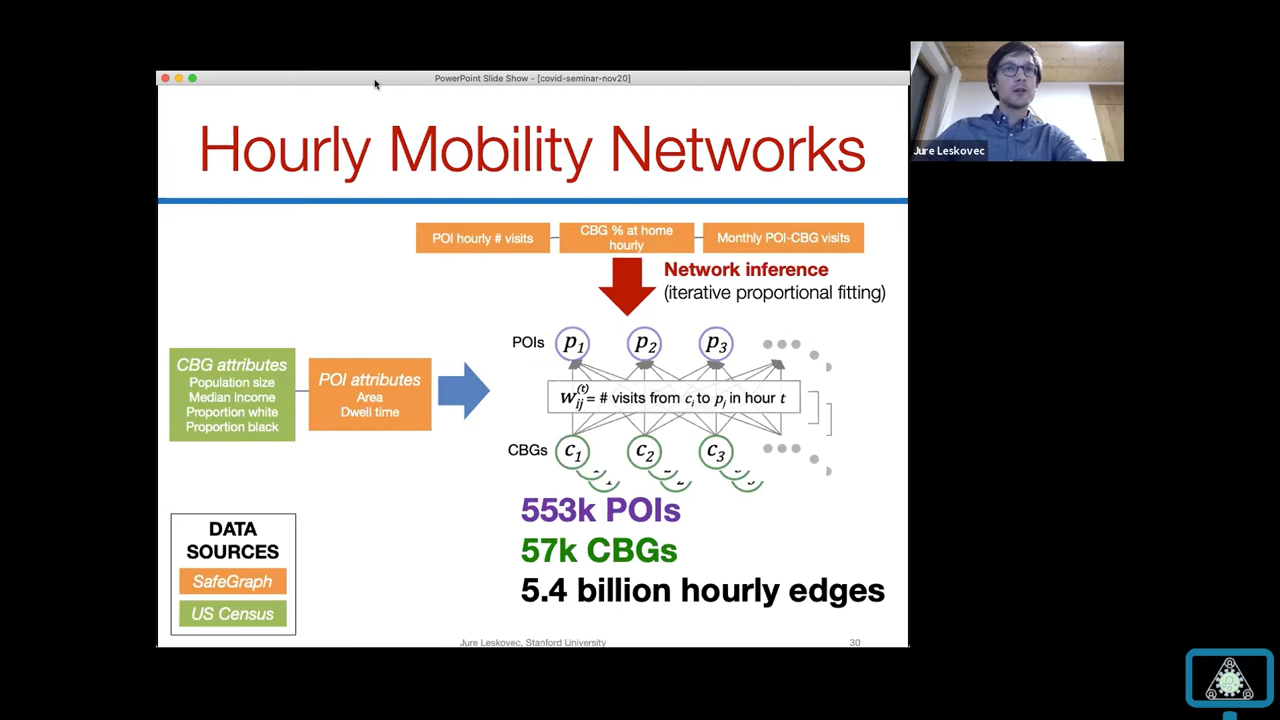 PowerPoint Slide Show - [covid-seminar-nov20]
Jure Leskovec
Hourly Mobility Networks
POI hourly # visits
CBG % at home
hourly
Monthly POI-CBG visits
Network inference
(iterative proportional fitting)
POIs
p1
p2
p3
CBG attributes
Population size
Median income
Proportion white
Proportion black
POI attributes
Area
Dwell time
Wij(t) = # visits from ci to pj in hour t
CBGs
c1
c2
c3
553k POIs
57k CBGs
5.4 billion hourly edges
DATA
SOURCES
SafeGraph
US Census
Jure Leskovec, Stanford University
30